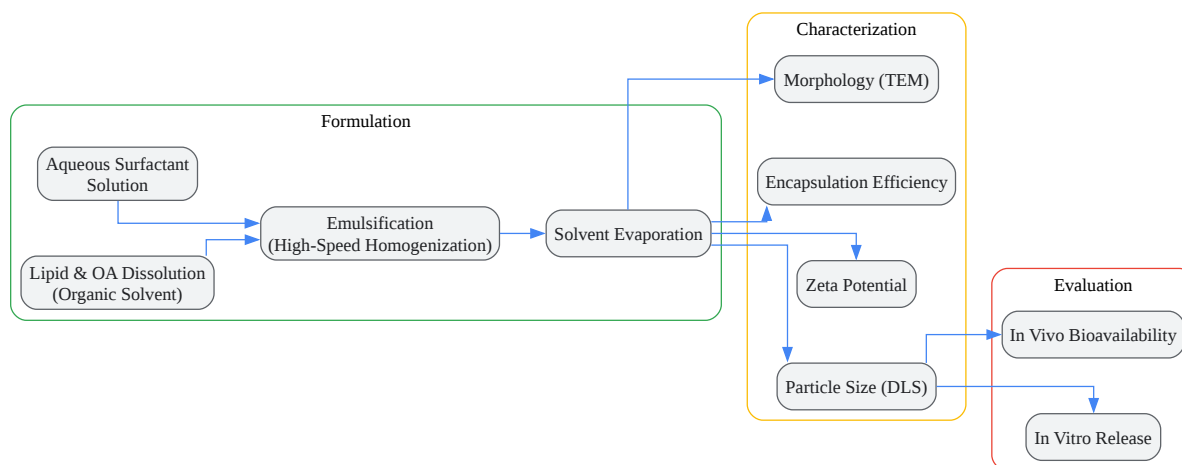 Characterization
Morphology (TEM)
Formulation
Aqueous Surfactant
Solution
Encapsulation Efficiency
Emulsification
(High-Speed Homogenization)
Solvent Evaporation
Lipid & OA Dissolution
(Organic Solvent)
Zeta Potential
Evaluation
In Vivo Bioavailability
Particle Size (DLS)
In Vitro Release